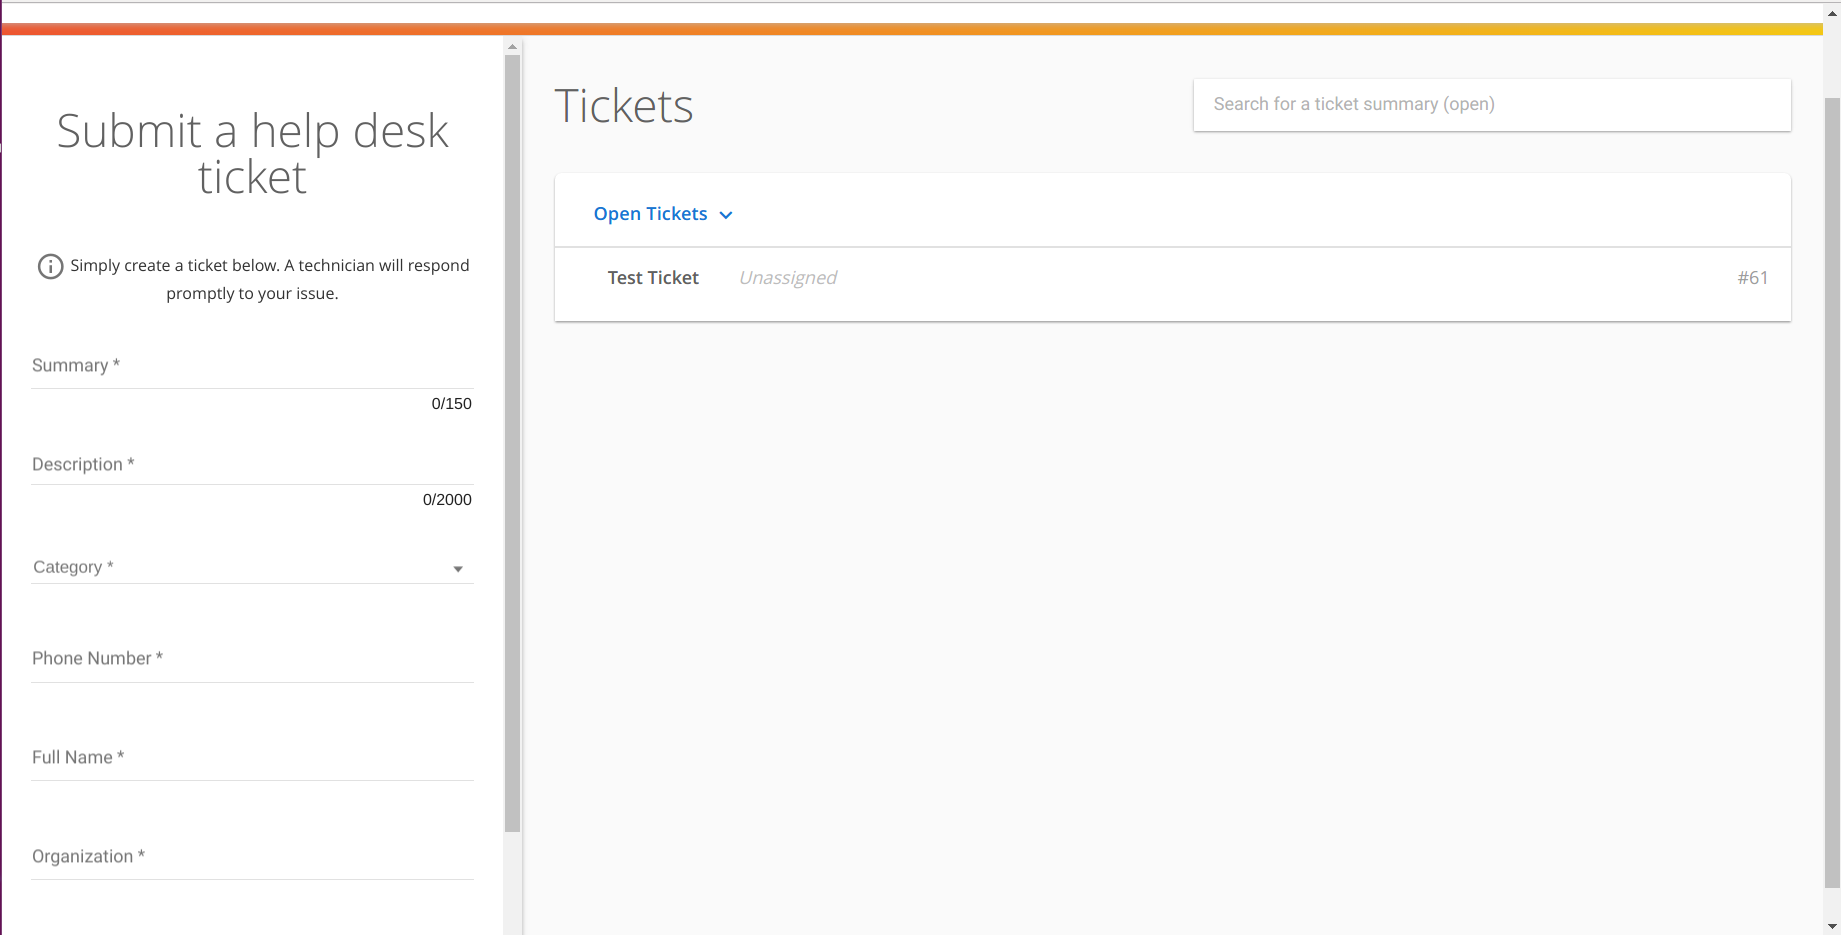 Submit a help desk
ticket
Simply create a ticket below. A technician will respond
promptly to your issue.
Summary *
0/150
Description *
0/2000
Category *
Phone Number *
Full Name *
Organization *
Tickets
Search for a ticket summary (open)
Open Tickets
Test Ticket Unassigned #61